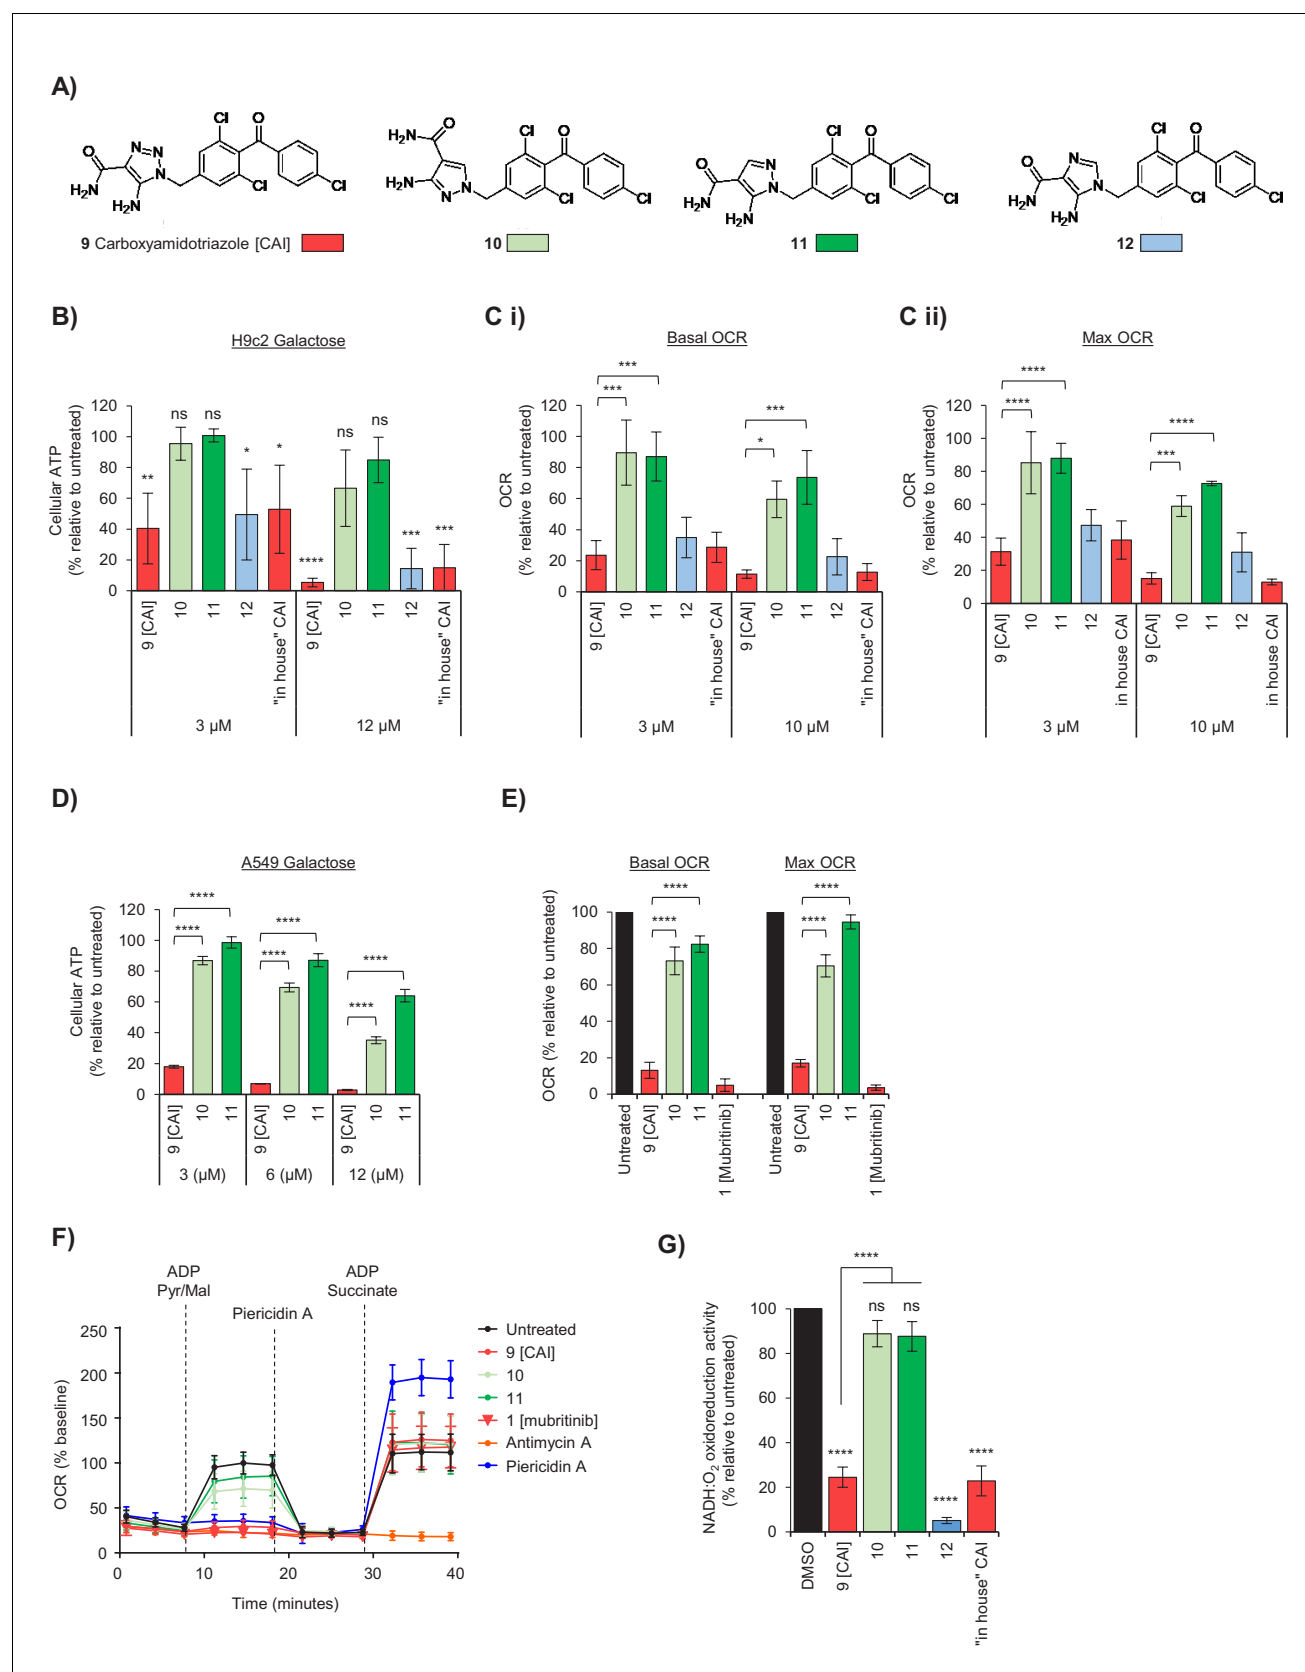 A)
Cl
O
N
N
N
O
H₂N
NH₂
Cl
Cl
9 Carboxyamidotriazole [CAI]
H₂N
O
H₂N
N
N
Cl
O
Cl
Cl
10
O
NH₂
N
N
NH₂
Cl
O
Cl
Cl
11
O
NH₂
N
N
NH₂
Cl
O
Cl
Cl
12
B)
H9c2 Galactose
Cellular ATP
(% relative to untreated)
120
100
80
60
40
20
0
**
ns
ns
*
*
****
ns
ns
***
***
9 [CAI]
10
11
12
"in house" CAI
9 [CAI]
10
11
12
"in house" CAI
3 µM
12 µM
C i)
Basal OCR
OCR
(% relative to untreated)
120
100
80
60
40
20
0
***
***
***
*
9 [CAI]
10
11
12
"in house" CAI
9 [CAI]
10
11
12
"in house" CAI
3 µM
10 µM
C ii)
Max OCR
OCR
(% relative to untreated)
120
100
80
60
40
20
0
****
****
****
***
9 [CAI]
10
11
12
in house CAI
9 [CAI]
10
11
12
in house CAI
3 µM
10 µM
D)
A549 Galactose
Cellular ATP
(% relative to untreated)
120
100
80
60
40
20
0
****
****
****
****
****
****
9 [CAI]
10
11
9 [CAI]
10
11
9 [CAI]
10
11
3 (µM)
6 (µM)
12 (µM)
E)
Basal OCR
Max OCR
OCR (% relative to untreated)
100
80
60
40
20
0
****
****
****
****
Untreated
9 [CAI]
10
11
1 [Mubritinib]
Untreated
9 [CAI]
10
11
1 [Mubritinib]
F)
ADP
Pyr/Mal
Piericidin A
ADP
Succinate
OCR (% baseline)
250
200
150
100
50
0
0
10
20
30
40
Time (minutes)
Untreated
9 [CAI]
10
11
1 [mubritinib]
Antimycin A
Piericidin A
G)
NADH:O₂ oxidoreduction activity
(% relative to untreated)
100
80
60
40
20
0
****
****
ns
ns
****
****
DMSO
9 [CAI]
10
11
12
"in house" CAI